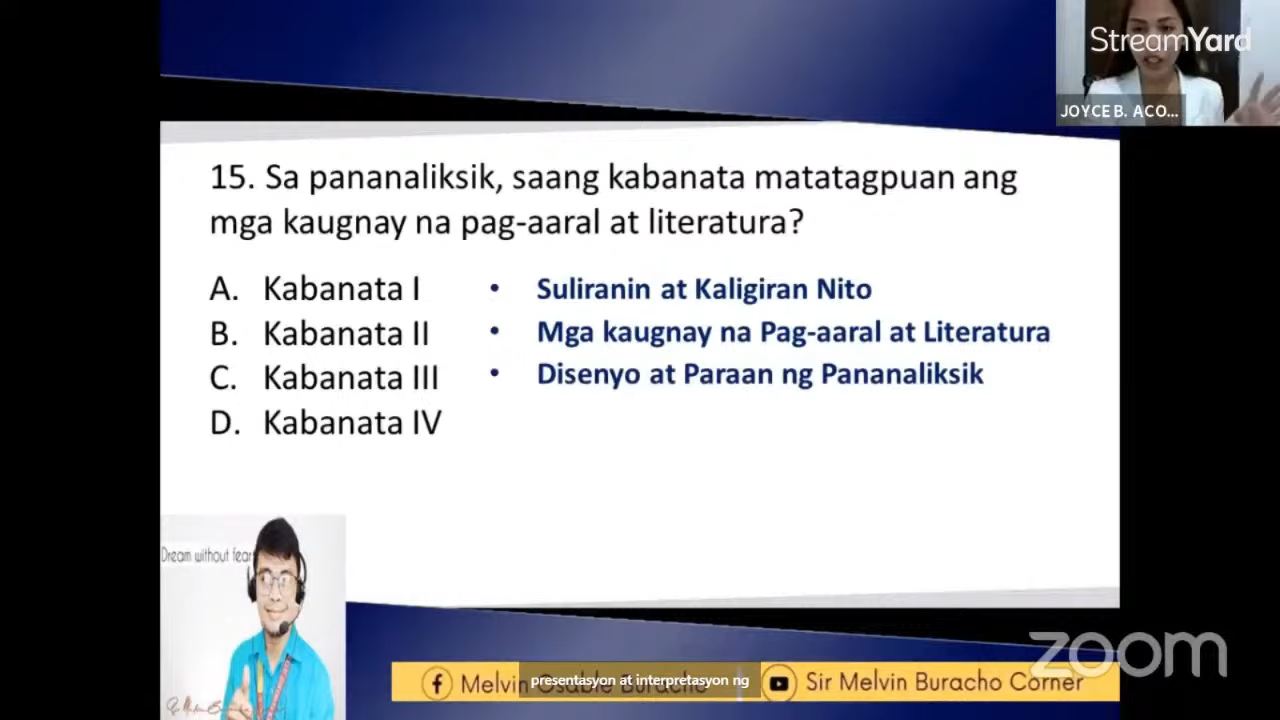 StreamYard
JOYCE B. ACO...
15. Sa pananaliksik, saang kabanata matatagpuan ang
mga kaugnay na pag-aaral at literatura?
A. Kabanata I
• Suliranin at Kaligiran Nito
B. Kabanata II
• Mga kaugnay na Pag-aaral at Literatura
C. Kabanata III
• Disenyo at Paraan ng Pananaliksik
D. Kabanata IV
Dream without fear
zoom
Melvin Osabre Buracho
presentasyon at interpretasyon ng
Sir Melvin Buracho Corner